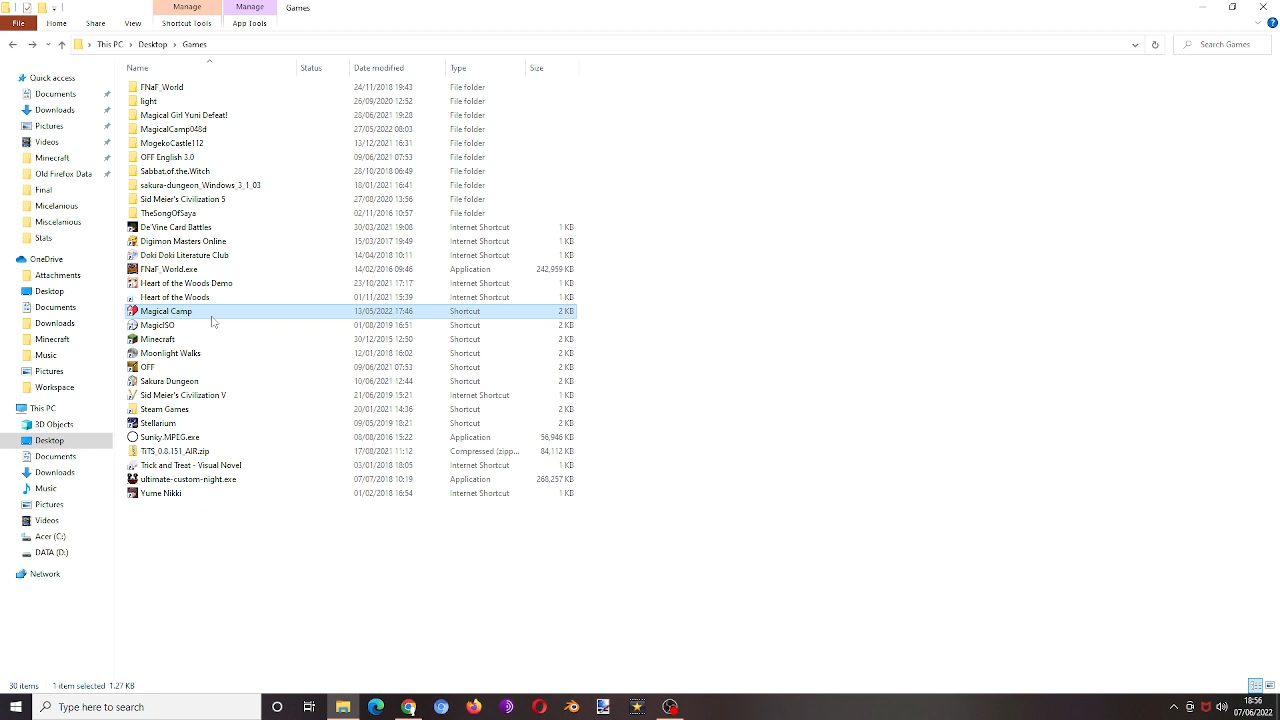 Manage Manage Games
File Home Share View Shortcut Tools App Tools
This PC Desktop Games Search Games
Name Status Date modified Type Size
Quick access
Documents
Downloads
Pictures
Videos
Minecraft
Old Firefox Data
Final
Micelanious
Miscelanious
Stats
OneDrive
Attachments
Desktop
Documents
Downloads
Minecraft
Music
Pictures
Workspace
This PC
3D Objects
Desktop
Documents
Downloads
Music
Pictures
Videos
Acer (C:)
DATA (D:)
Network
FNaF_World 24/11/2018 19:43 File folder
light 26/09/2020 12:52 File folder
Magical Girl Yuni Defeat! 28/06/2021 19:28 File folder
MagicalCamp048d 27/05/2022 08:03 File folder
MogekoCastle112 13/12/2021 16:31 File folder
OFF English 3.0 09/06/2021 07:53 File folder
Sabbat.of.the.Witch 28/10/2018 06:49 File folder
sakura-dungeon_Windows_3_1_03 18/01/2021 16:41 File folder
Sid Meier's Civilization 5 27/08/2020 13:56 File folder
TheSongOfSaya 02/11/2016 10:57 File folder
De'Vine Card Battles 30/03/2021 19:08 Internet Shortcut 1 KB
Digimon Masters Online 15/03/2017 19:49 Internet Shortcut 1 KB
Doki Doki Literature Club 14/04/2018 10:11 Internet Shortcut 1 KB
FNaF_World.exe 14/02/2016 09:46 Application 242,959 KB
Heart of the Woods Demo 23/10/2021 17:17 Internet Shortcut 1 KB
Heart of the Woods 01/11/2021 15:39 Internet Shortcut 1 KB
Magical Camp 13/05/2022 17:46 Shortcut 2 KB
MagicISO 01/08/2019 16:51 Shortcut 2 KB
Minecraft 30/12/2015 12:50 Shortcut 2 KB
Moonlight Walks 12/01/2018 16:02 Shortcut 2 KB
OFF 09/06/2021 07:53 Shortcut 2 KB
Sakura Dungeon 10/06/2021 12:44 Shortcut 2 KB
Sid Meier's Civilization V 21/06/2019 15:21 Internet Shortcut 1 KB
Steam Games 20/01/2021 14:36 Shortcut 2 KB
Stellarium 09/05/2019 18:21 Shortcut 2 KB
Sunky.MPEG.exe 08/08/2016 15:22 Application 56,946 KB
TiTS_0.8.151_AIR.zip 17/08/2021 11:12 Compressed (zipp... 84,112 KB
Trick and Treat - Visual Novel 03/01/2018 18:05 Internet Shortcut 1 KB
ultimate-custom-night.exe 07/07/2018 10:19 Application 268,257 KB
Yume Nikki 01/02/2018 16:54 Internet Shortcut 1 KB
30 items 1 item selected 1.27 KB
Type here to search
18:56
07/06/2022